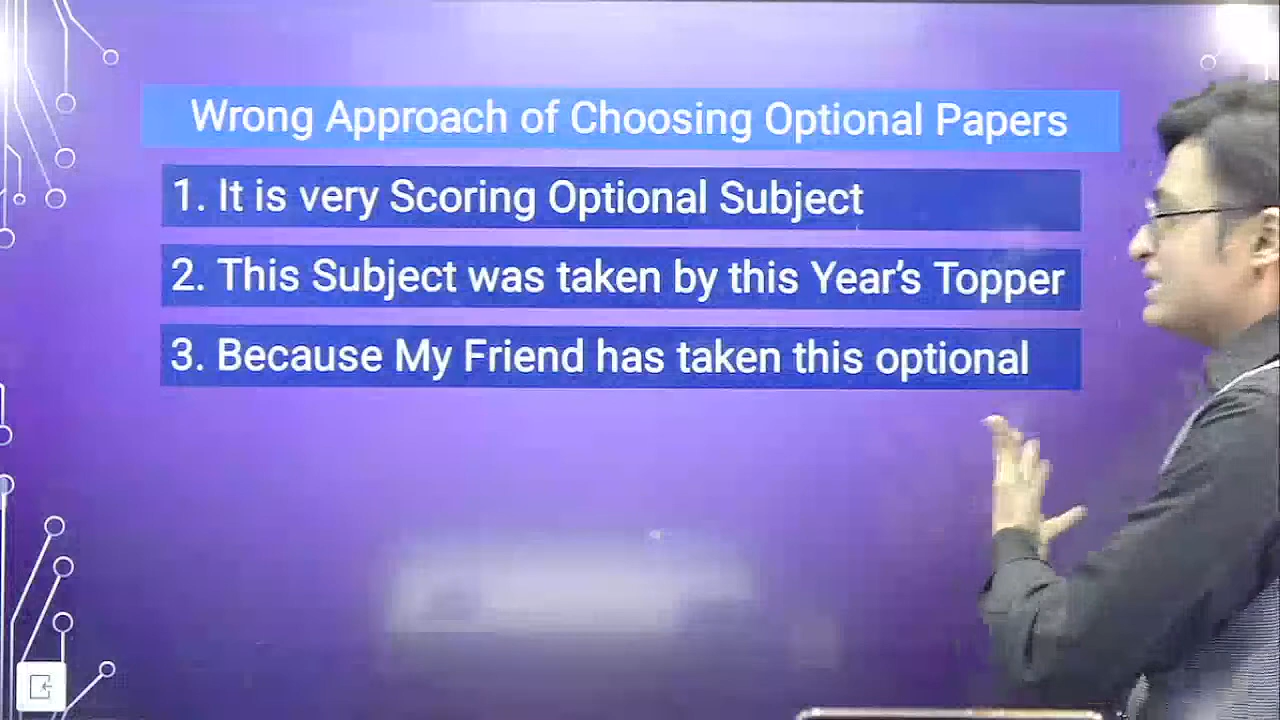 Wrong Approach of Choosing Optional Papers
1. It is very Scoring Optional Subject
2. This Subject was taken by this Year's Topper
3. Because My Friend has taken this optional